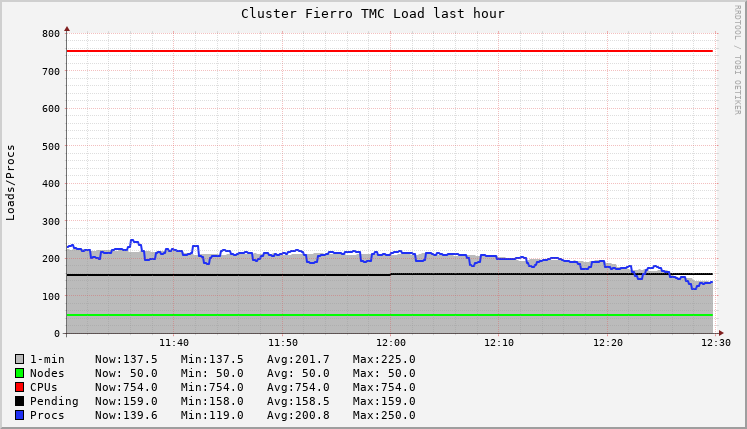 Cluster Fierro TMC Load last hour
RRDTOOL / TOBI OETIKER
Loads/Procs
800
700
600
500
400
300
200
100
0
11:40 11:50 12:00 12:10 12:20 12:30
1-min Now:137.5 Min:137.5 Avg:201.7 Max:225.0
Nodes Now: 50.0 Min: 50.0 Avg: 50.0 Max: 50.0
CPUs Now:754.0 Min:754.0 Avg:754.0 Max:754.0
Pending Now:159.0 Min:158.0 Avg:158.5 Max:159.0
Procs Now:139.6 Min:119.0 Avg:200.8 Max:250.0